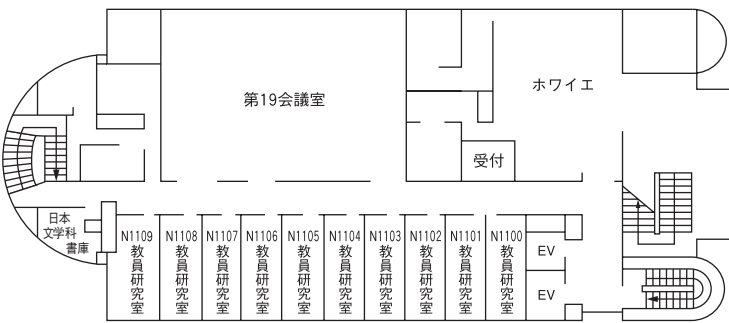 第19会議室
ホワイエ
受付
日本
文学科
書庫
N1109
教員研究室
N1108
教員研究室
N1107
教員研究室
N1106
教員研究室
N1105
教員研究室
N1104
教員研究室
N1103
教員研究室
N1102
教員研究室
N1101
教員研究室
N1100
教員研究室
EV
EV